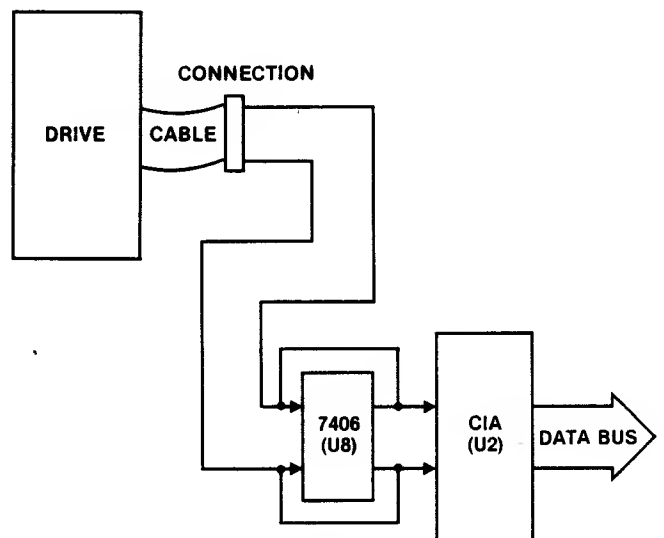 CONNECTION
DRIVE
CABLE
7406
(U8)
CIA
(U2)
DATA BUS